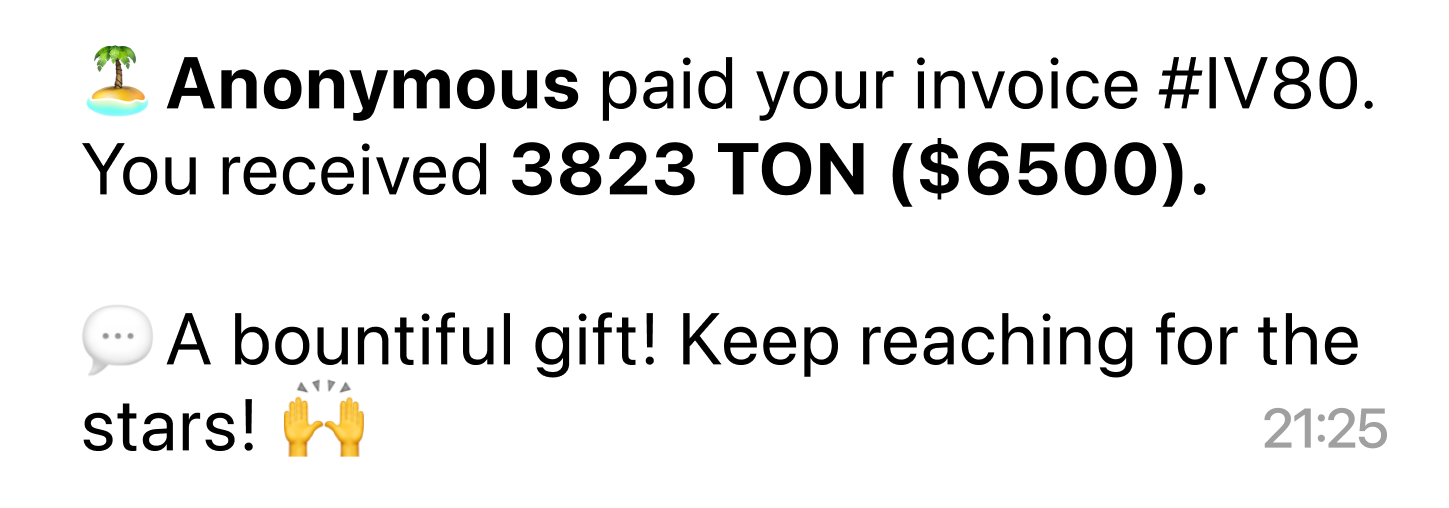 🏝 Anonymous paid your invoice #IV80.
You received 3823 TON ($6500).
💬 A bountiful gift! Keep reaching for the
stars! 🙌
21:25